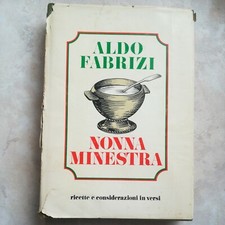 ALDO
FABRIZI
NONNA
MINESTRA
ricette e considerazioni in versi